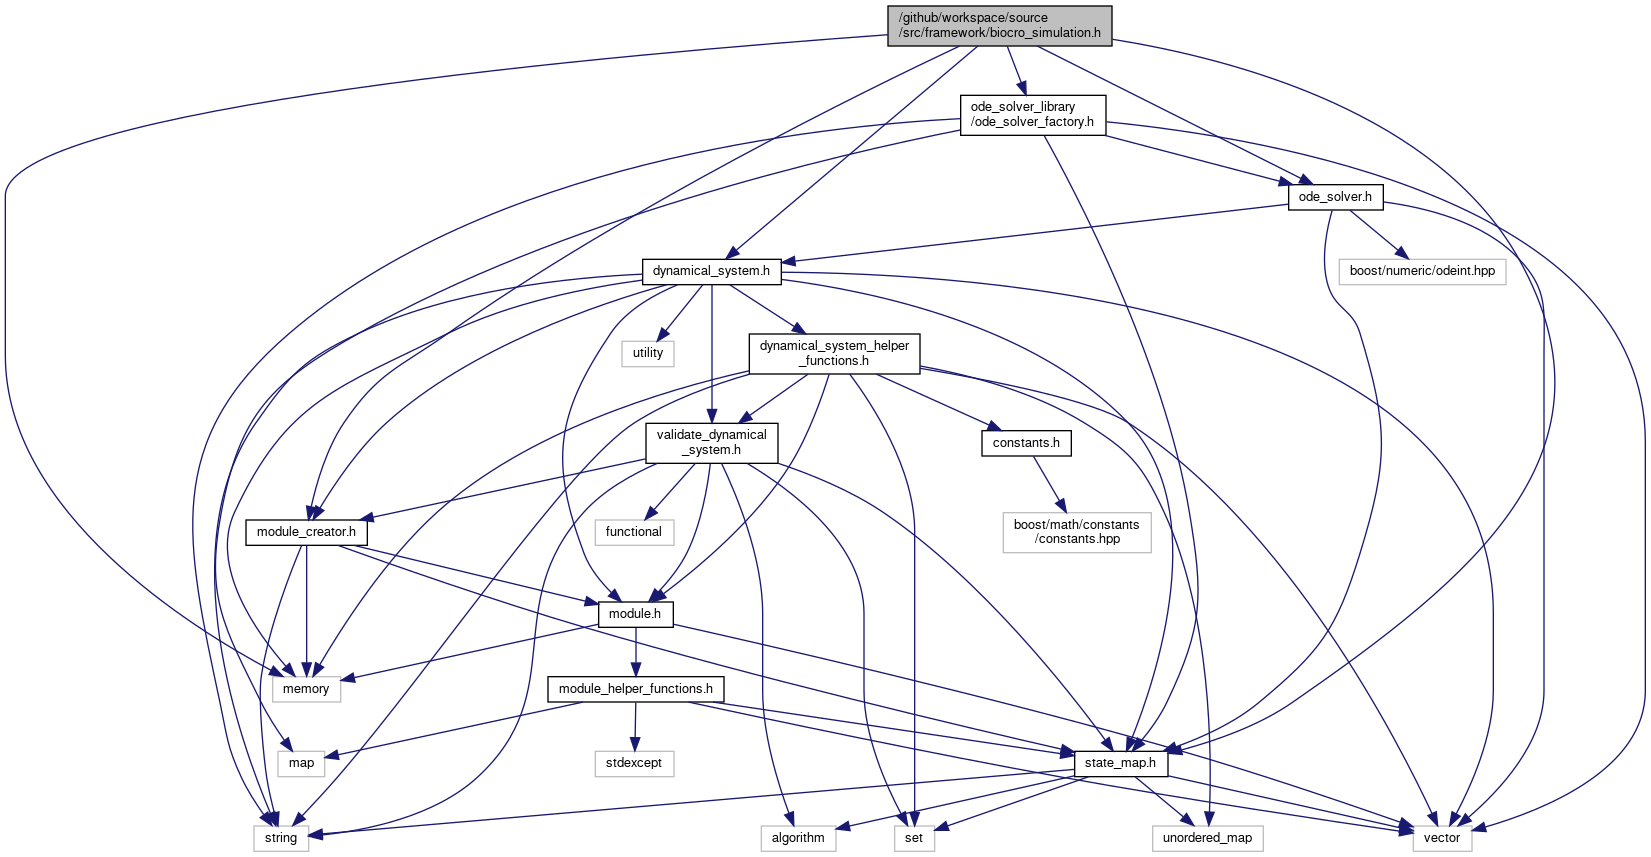 /github/workspace/source
/src/framework/biocro_simulation.h
ode_solver_library
/ode_solver_factory.h
ode_solver.h
dynamical_system.h
boost/numeric/odeint.hpp
utility
dynamical_system_helper
_functions.h
validate_dynamical
_system.h
constants.h
module_creator.h
functional
boost/math/constants
/constants.hpp
module.h
memory
module_helper_functions.h
map
stdexcept
state_map.h
string
algorithm
set
unordered_map
vector